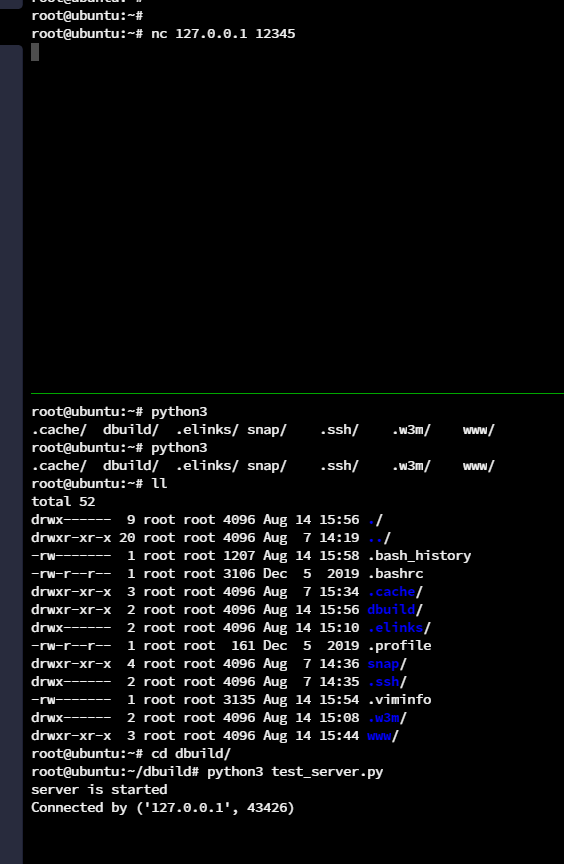 root@ubuntu:~#
root@ubuntu:~# nc 127.0.0.1 12345
root@ubuntu:~# python3
.cache/  dbuild/  .elinks/ snap/    .ssh/    .w3m/    www/
root@ubuntu:~# python3
.cache/  dbuild/  .elinks/ snap/    .ssh/    .w3m/    www/
root@ubuntu:~# ll
total 52
drwx------  9 root root 4096 Aug 14 15:56 ./
drwxr-xr-x 20 root root 4096 Aug  7 14:19 ../
-rw-------  1 root root 1207 Aug 14 15:58 .bash_history
-rw-r--r--  1 root root 3106 Dec  5  2019 .bashrc
drwxr-xr-x  3 root root 4096 Aug  7 15:34 .cache/
drwxr-xr-x  2 root root 4096 Aug 14 15:56 dbuild/
drwx------  2 root root 4096 Aug 14 15:10 .elinks/
-rw-r--r--  1 root root  161 Dec  5  2019 .profile
drwxr-xr-x  4 root root 4096 Aug  7 14:36 snap/
drwx------  2 root root 4096 Aug  7 14:35 .ssh/
-rw-------  1 root root 3135 Aug 14 15:54 .viminfo
drwx------  2 root root 4096 Aug 14 15:08 .w3m/
drwxr-xr-x  3 root root 4096 Aug 14 15:44 www/
root@ubuntu:~# cd dbuild/
root@ubuntu:~/dbuild# python3 test_server.py
server is started
Connected by ('127.0.0.1', 43426)